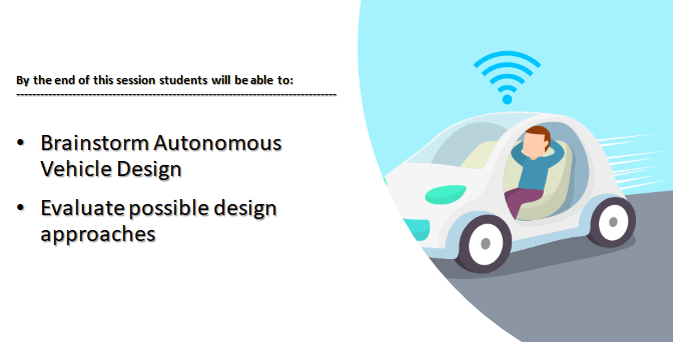 By the end of this session students will be able to:
--------------------------------------------------------------------------------
• Brainstorm Autonomous
Vehicle Design
• Evaluate possible design
approaches